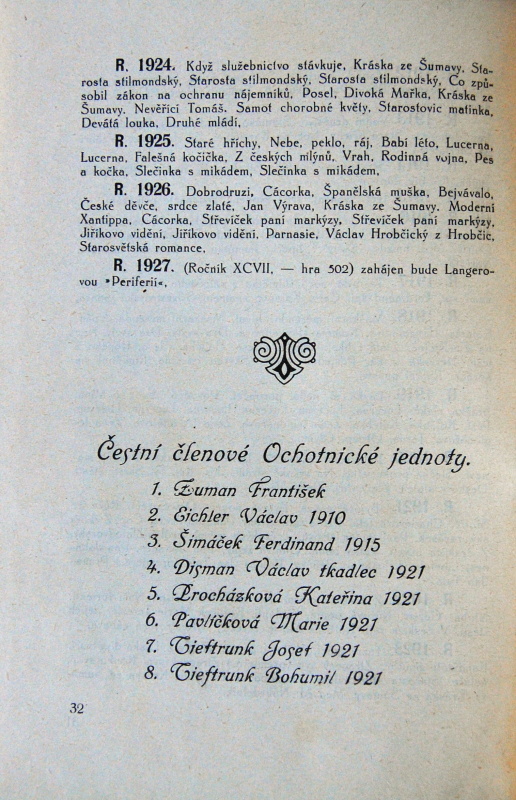 R. 1924. Když služebnictvo stávkuje, Kráska ze Šumavy, Sta-
rosta stilmondský, Starosta stilmondský, Starosta stilmondský, Co způ-
sobil zákon na ochranu nájemníků, Posel, Divoká Mařka, Kráska ze
Šumavy. Nevěřící Tomáš. Samot chorobné květy, Starostovic matinka,
Devátá louka, Druhé mládí,
R. 1925. Staré hříchy, Nebe, peklo, ráj, Babí léto, Lucerna,
Lucerna, Falešná kočička, Z českých mlýnů, Vrah, Rodinná vojna, Pes
a kočka, Slečinka s mikádem, Slečinka s mikádem,
R. 1926. Dobrodruzi, Cácorka, Španělská muška, Bejvávalo,
České děvče, srdce zlaté, Jan Výrava, Kráska ze Šumavy. Moderní
Xantippa, Cácorka, Střevíček paní markýzy, Střevíček paní markýzy,
Jiříkovo vidění, Jiříkovo vidění, Parnasie, Václav Hrobčický z Hrobčic,
Starosvětská romance,
R. 1927. (Ročník XCVII, — hra 502) zahájen bude Langero-
vou »Periferií«,
Čestní členové Ochotnické jednoty.
1. Zuman František
2. Eichler Václav 1910
3. Šimáček Ferdinand 1915
4. Disman Václav tkadlec 1921
5. Procházková Kateřina 1921
6. Pavlíčková Marie 1921
7. Tieftrunk Josef 1921
8. Tieftrunk Bohumil 1921
32